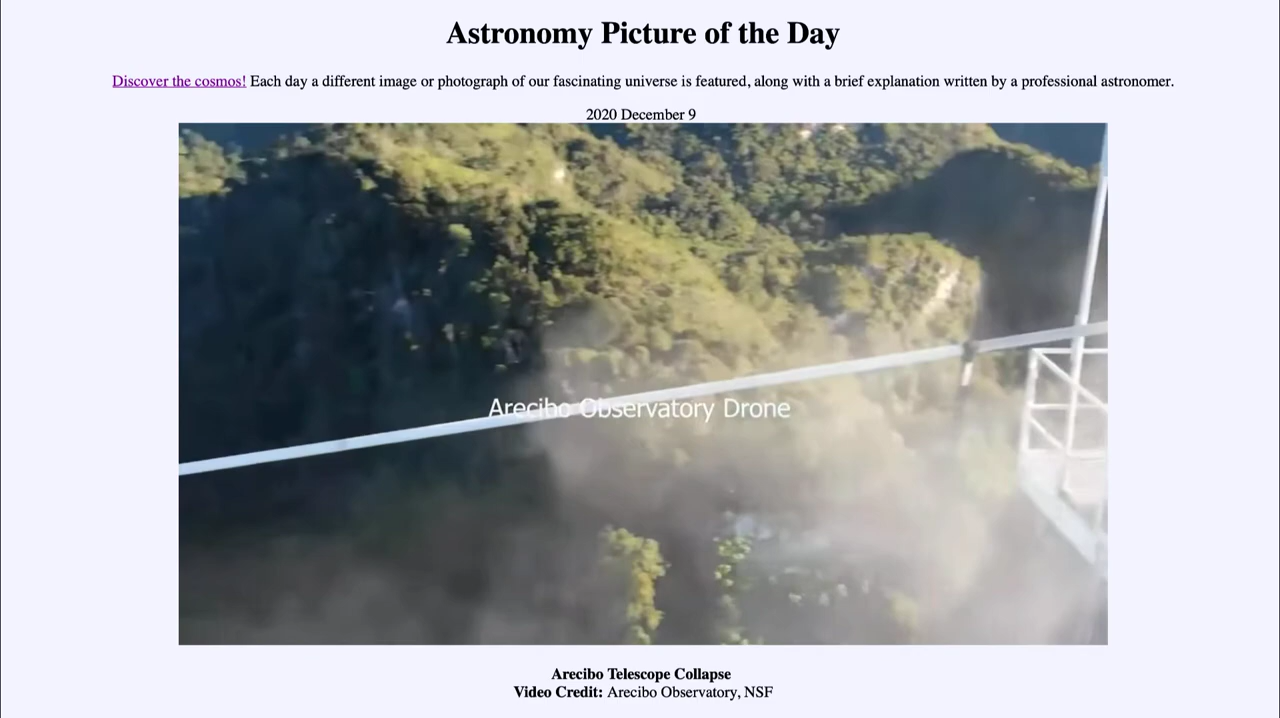 Astronomy Picture of the Day
Discover the cosmos! Each day a different image or photograph of our fascinating universe is featured, along with a brief explanation written by a professional astronomer.
2020 December 9
Arecibo Observatory Drone
Arecibo Telescope Collapse
Video Credit: Arecibo Observatory, NSF